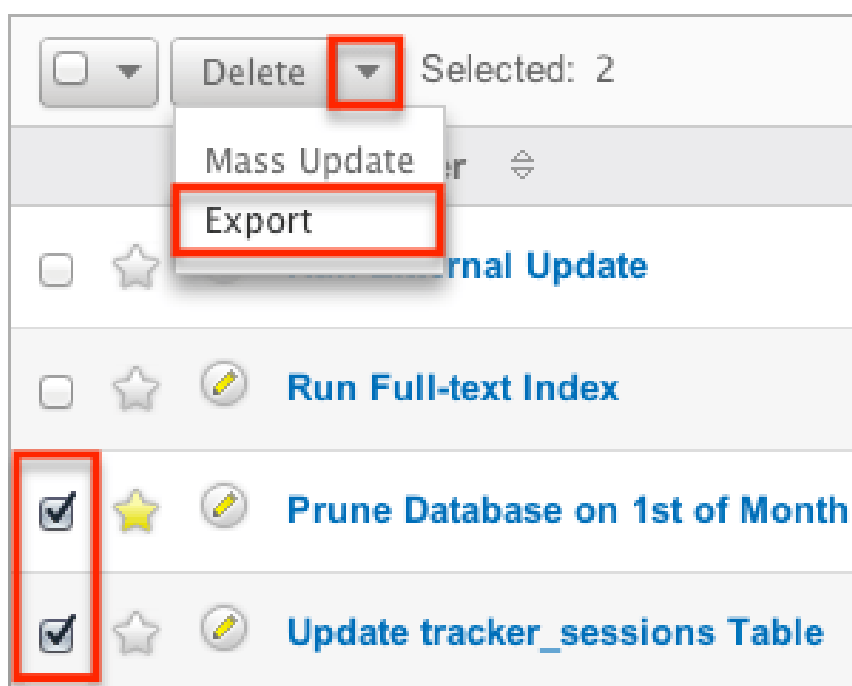 Delete Selected: 2
Mass Update
Export
rnal Update
Run Full-text Index
Prune Database on 1st of Month
Update tracker_sessions Table